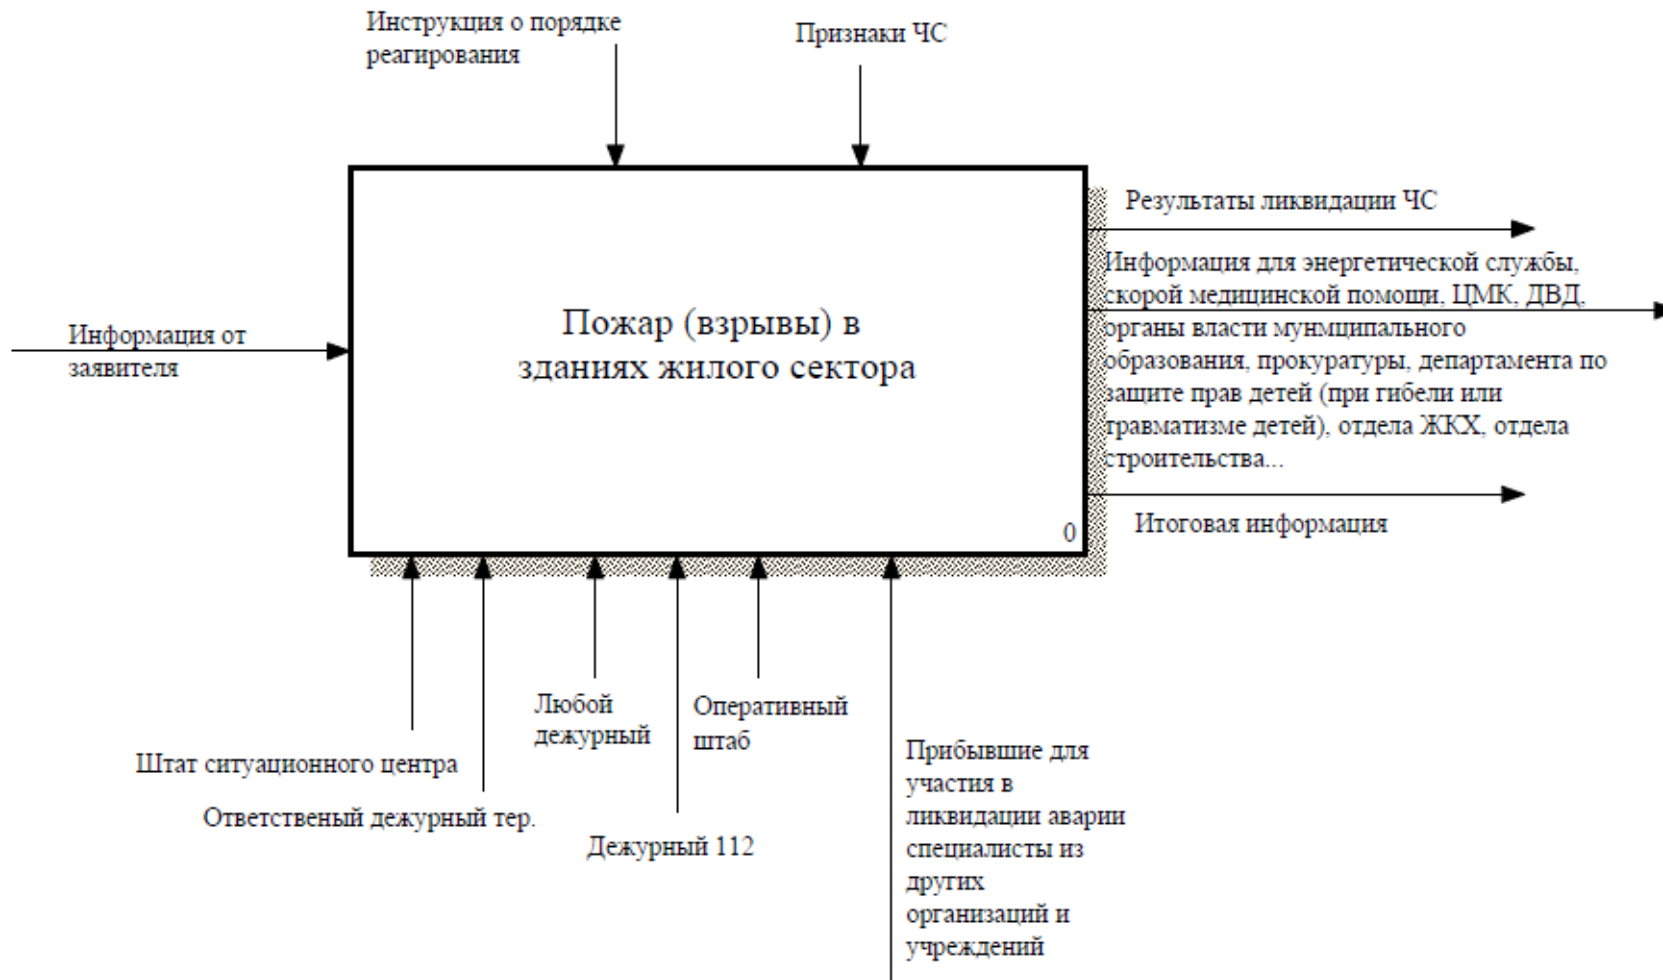 Инструкция о порядке
реагирования
Признаки ЧС
Результаты ликвидации ЧС
Информация для энергетической службы,
скорой медицинской помощи, ЦМК, ДВД,
органы власти мунмципального
образования, прокуратуры, департамента по
защите прав детей (при гибели или
травматизме детей), отдела ЖКХ, отдела
строительства...
Информация от
заявителя
Пожар (взрывы) в
зданиях жилого сектора
0
Итоговая информация
Любой
дежурный
Оперативный
штаб
Штат ситуационного центра
Ответственый дежурный тер.
Дежурный 112
Прибывшие для
участия в
ликвидации аварии
специалисты из
других
организаций и
учреждений